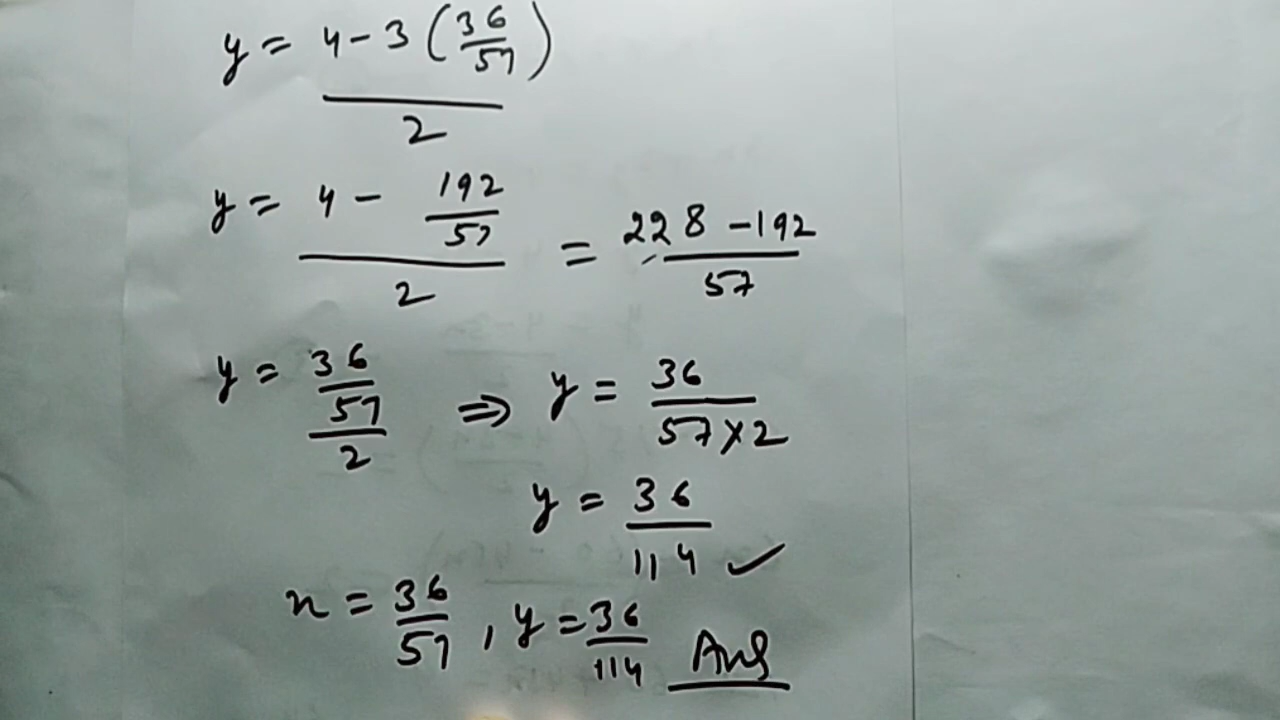 y = 4 - 3 (36/57) / 2
y = 4 - 192/57 / 2 = 228 - 192 / 57
y = 36/57 / 2 ⇒ y = 36 / 57×2
y = 36/114 ✓
x = 36/57 , y = 36/114 Ans